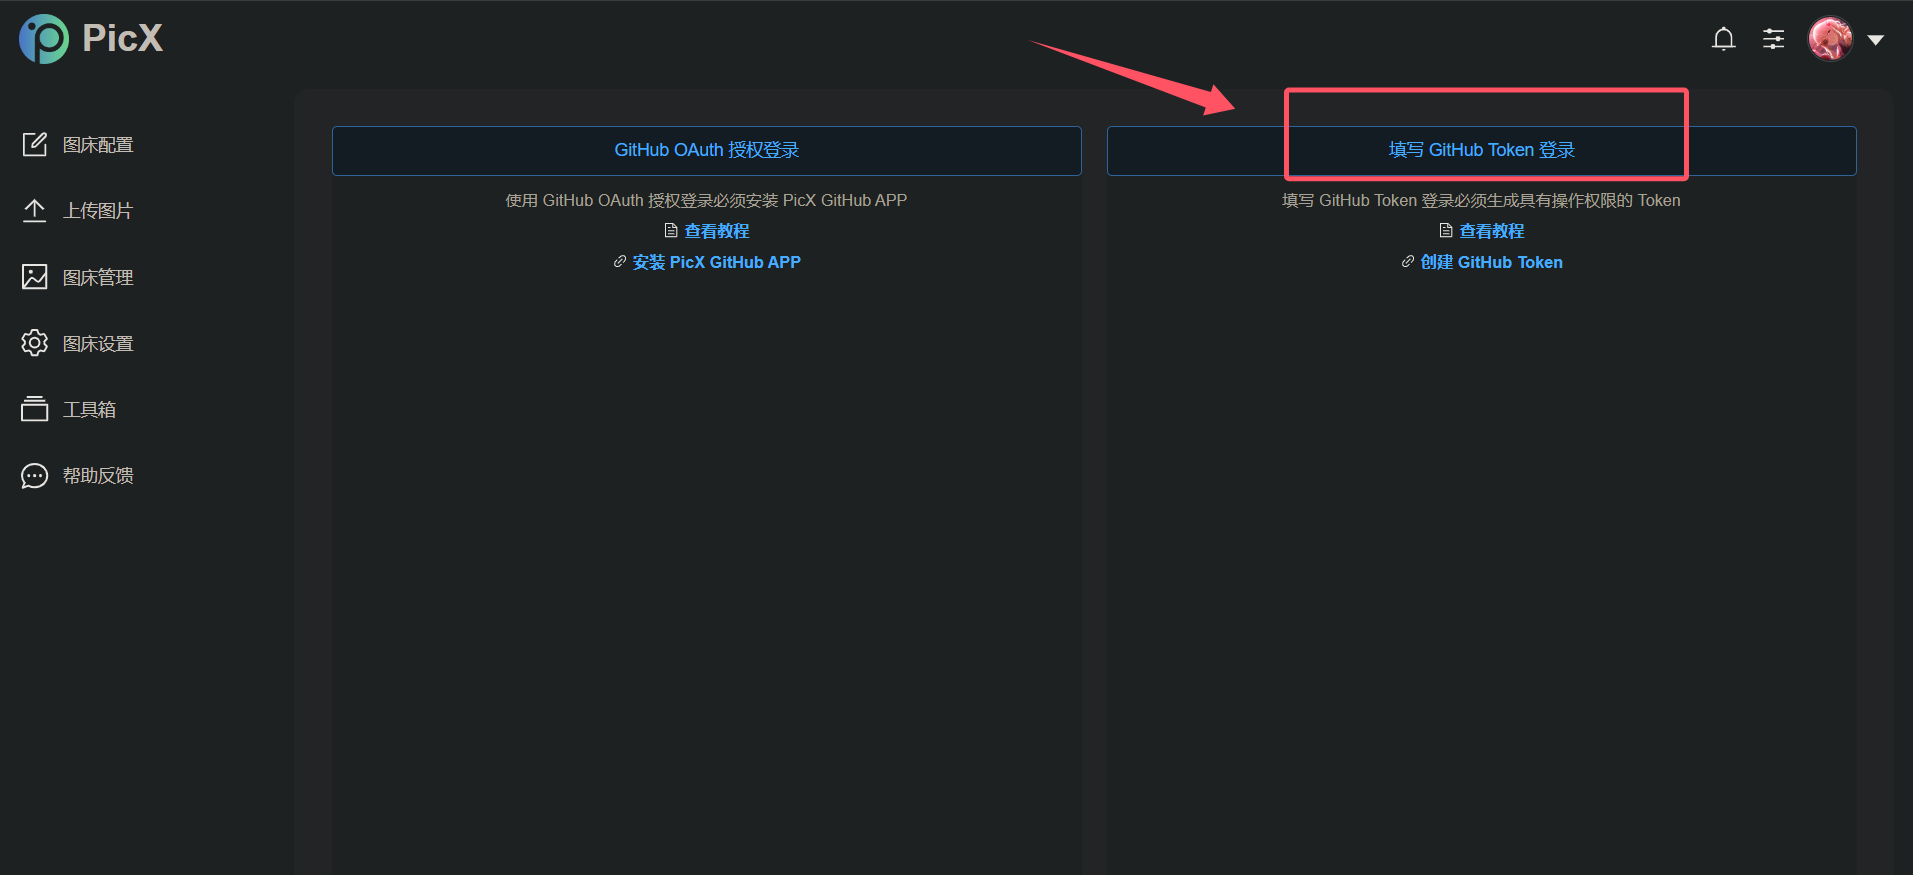 PicX
图床配置
上传图片
图床管理
图床设置
工具箱
帮助反馈
GitHub OAuth 授权登录
使用 GitHub OAuth 授权登录必须安装 PicX GitHub APP
查看教程
安装 PicX GitHub APP
填写 GitHub Token 登录
填写 GitHub Token 登录必须生成具有操作权限的 Token
查看教程
创建 GitHub Token